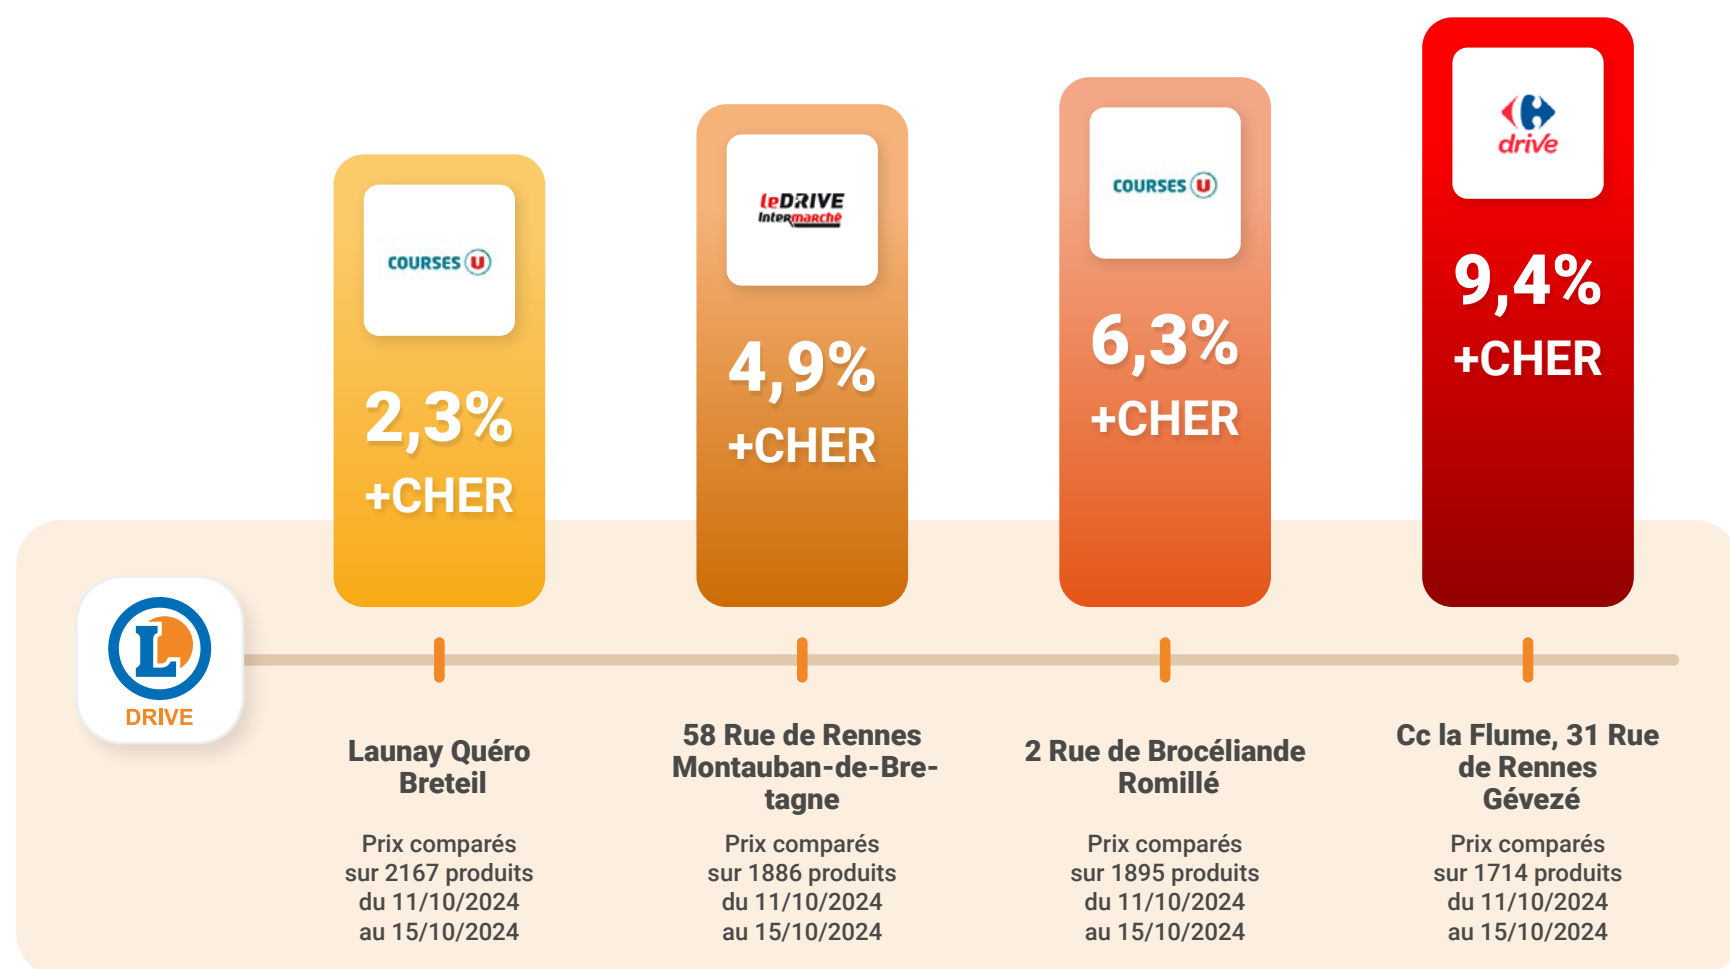 COURSES U
2,3%
+CHER
leDRIVE
Intermarché
4,9%
+CHER
COURSES U
6,3%
+CHER
drive
9,4%
+CHER
L
DRIVE
Launay Quéro
Breteil
Prix comparés
sur 2167 produits
du 11/10/2024
au 15/10/2024
58 Rue de Rennes
Montauban-de-Bre-
tagne
Prix comparés
sur 1886 produits
du 11/10/2024
au 15/10/2024
2 Rue de Brocéliande
Romillé
Prix comparés
sur 1895 produits
du 11/10/2024
au 15/10/2024
Cc la Flume, 31 Rue
de Rennes
Gévezé
Prix comparés
sur 1714 produits
du 11/10/2024
au 15/10/2024